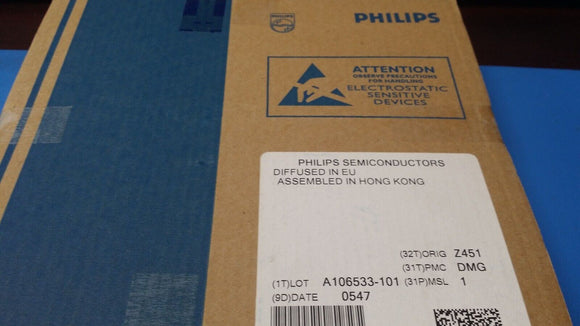 PHILIPS
ATTENTION
OBSERVE PRECAUTIONS
FOR HANDLING
ELECTROSTATIC
SENSITIVE
DEVICES
PHILIPS SEMICONDUCTORS
DIFFUSED IN EU
ASSEMBLED IN HONG KONG
(32T)ORIG Z451
(31T)PMC DMG
(1T)LOT A106533-101 (31P)MSL 1
(9D)DATE 0547